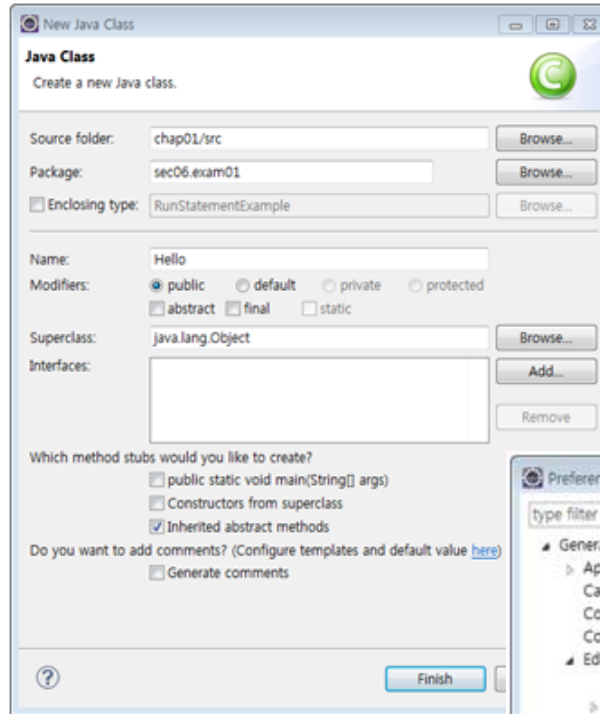 New Java Class
Java Class
Create a new Java class.
Source folder: chap01/src Browse...
Package: sec06.exam01 Browse...
Enclosing type: RunStatementExample Browse...
Name: Hello
Modifiers: public default private protected
abstract final static
Superclass: java.lang.Object Browse...
Interfaces: Add...
Remove
Which method stubs would you like to create?
public static void main(String[] args)
Constructors from superclass
Inherited abstract methods
Do you want to add comments? (Configure templates and default value here)
Generate comments
Finish
Preferen
type filter
Genera
Ap
Ca
Co
Co
Ed